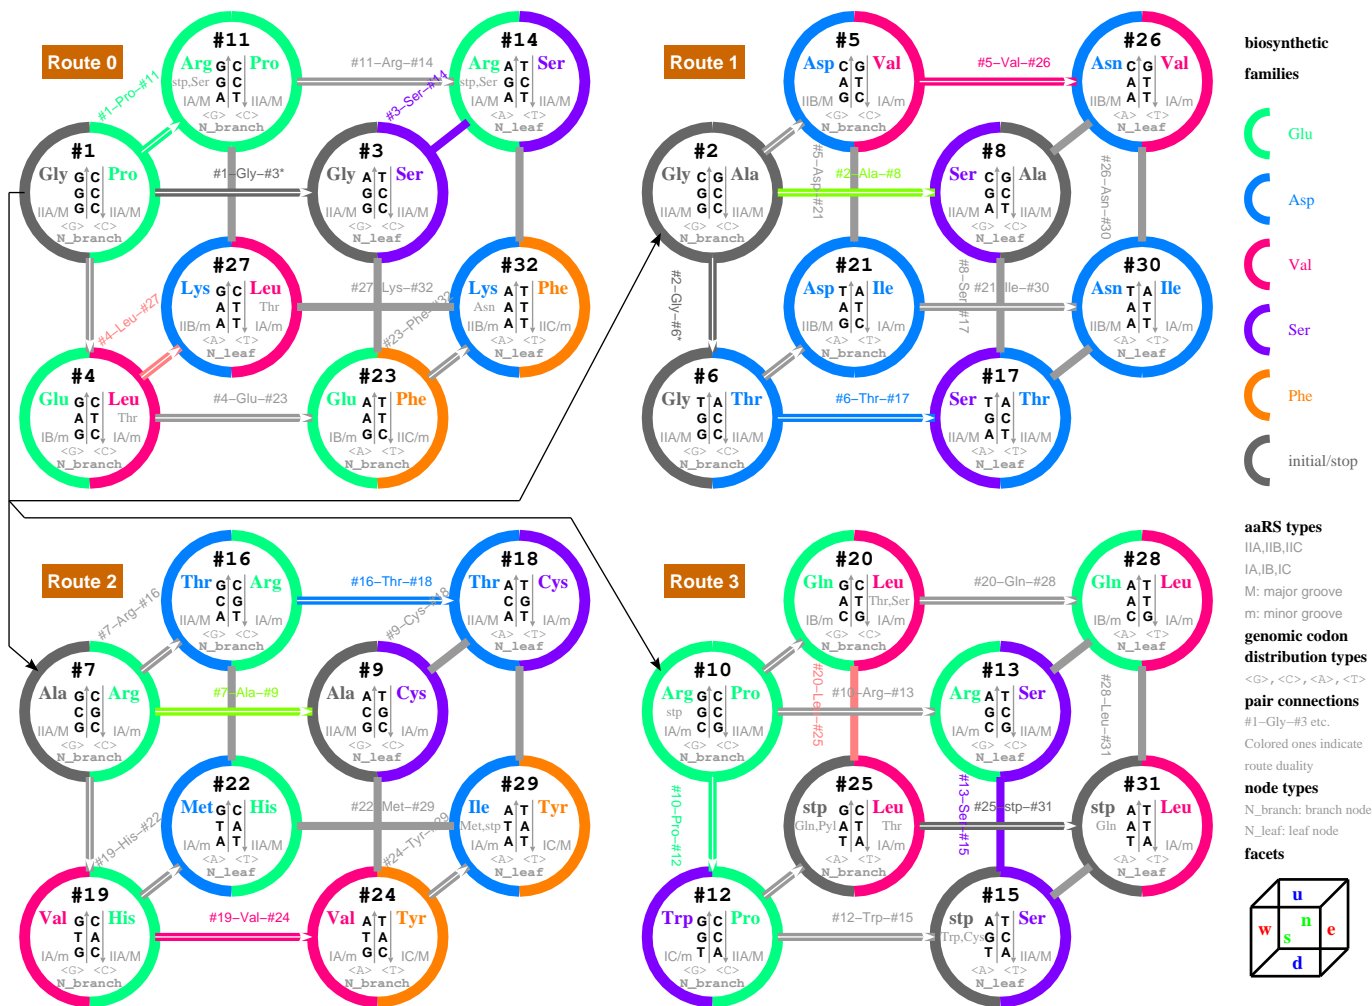 Route 0
#1
Gly Pro
G C
G C
G C
IIA/M IIA/M
<G> <C>
N_branch
#11
Arg Pro
stp,Ser
G C
G C
A T
IA/M IIA/M
<G> <C>
N_branch
#14
Arg Ser
stp,Ser
A T
G C
A T
IA/M IIA/M
<A> <T>
N_leaf
#3
Gly Ser
A T
G C
G C
IIA/M IIA/M
<G> <C>
N_leaf
#27
Lys Leu
Thr
G C
A T
A T
IIB/m IA/m
<A> <T>
N_leaf
#32
Lys Phe
Asn
A T
A T
A T
IIB/m IIC/m
<A> <T>
N_leaf
#4
Glu Leu
Thr
G C
A T
G C
IB/m IA/m
<G> <C>
N_branch
#23
Glu Phe
A T
A T
G C
IB/m IIC/m
<A> <T>
N_branch
#1–Pro–#11
#11–Arg–#14
#3–Ser–#14
#1–Gly–#3*
#4–Leu–#27
#27–Lys–#32
#23–Phe–#32
#4–Glu–#23
Route 1
#5
Asp Val
C G
A T
G C
IIB/M IA/m
<G> <C>
N_branch
#26
Asn Val
C G
A T
A T
IIB/M IA/m
<A> <T>
N_leaf
#2
Gly Ala
C G
G C
G C
IIA/M IIA/M
<G> <C>
N_branch
#8
Ser Ala
C G
G C
A T
IIA/M IIA/M
<G> <C>
N_leaf
#21
Asp Ile
T A
A T
G C
IIB/M IA/m
<A> <T>
N_leaf
#30
Asn Ile
T A
A T
A T
IIB/M IA/m
<A> <T>
N_leaf
#6
Gly Thr
T A
G C
G C
IIA/M IIA/M
<G> <C>
N_branch
#17
Ser Thr
T A
G C
A T
IIA/M IIA/M
<A> <T>
N_leaf
#5–Val–#26
#5–Asp–#21
#2–Ala–#8
#26–Asn–#30
#2–Gly–#6*
#8–Ser–#17
#21–Ile–#30
#6–Thr–#17
Route 2
#16
Thr Arg
G C
C G
A T
IIA/M IA/m
<G> <C>
N_branch
#18
Thr Cys
A T
C G
A T
IIA/M IA/m
<A> <T>
N_leaf
#7
Ala Arg
G C
C G
G C
IIA/M IA/m
<G> <C>
N_branch
#9
Ala Cys
A T
C G
G C
IIA/M IA/m
<G> <C>
N_leaf
#22
Met His
G C
T A
A T
IA/m IIA/M
<A> <T>
N_leaf
#29
Ile Tyr
Met,stp
A T
T A
A T
IA/m IC/M
<A> <T>
N_leaf
#19
Val His
G C
T A
G C
IA/m IIA/M
<G> <C>
N_branch
#24
Val Tyr
A T
T A
G C
IA/m IC/M
<A> <T>
N_branch
#7–Arg–#16
#16–Thr–#18
#9–Cys–#18
#7–Ala–#9
#19–His–#22
#22–Met–#29
#24–Tyr–#29
#19–Val–#24
Route 3
#20
Gln Leu
Thr,Ser
G C
A T
C G
IB/m IA/m
<A> <T>
N_branch
#28
Gln Leu
A T
A T
C G
IB/m IA/m
<A> <T>
N_leaf
#10
Arg Pro
stp
G C
G C
C G
IA/M IIA/M
<G> <C>
N_branch
#13
Arg Ser
A T
G C
C G
IA/M IIA/M
<G> <C>
N_leaf
#25
stp Leu
Gln,Pyl Thr
G C
A T
T A
IA/m
<A> <T>
N_leaf
#31
stp Leu
Gln
A T
A T
T A
IA/m
<A> <T>
N_leaf
#12
Trp Pro
C C
G C
T A
IC/m IIA/M
<G> <C>
N_branch
#15
stp Ser
Trp,Cys
A T
G C
T A
IIA/M
<A> <T>
N_leaf
#20–Gln–#28
#20–Leu–#25
#10–Arg–#13
#28–Leu–#31
#10–Pro–#12
#13–Ser–#15
#25–stp–#31
#12–Trp–#15
biosynthetic
families
Glu
Asp
Val
Ser
Phe
initial/stop
aaRS types
IIA,IIB,IIC
IA,IB,IC
M: major groove
m: minor groove
genomic codon
distribution types
<G>,<C>,<A>,<T>
pair connections
#1–Gly–#3 etc.
Colored ones indicate
route duality
node types
N_branch: branch node
N_leaf: leaf node
facets
u
w n e
s
d